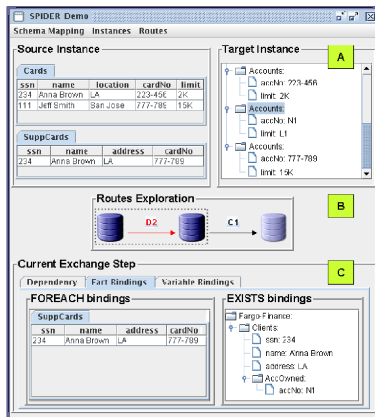 SPIDER Demo
Schema Mapping Instances Routes
Source Instance
Cards
ssn name location cardNo limit
234 Anna Brown LA 223-456 2K
111 Jeff Smith San Jose 777-789 15K
SuppCards
ssn name address cardNo
234 Anna Brown LA 777-789
Target Instance
A
Accounts:
accNo: 223-456
limit: 2K
Accounts:
accNo: N1
limit: L1
Accounts:
accNo: 777-789
limit: 15K
Routes Exploration
B
D2
C1
Current Exchange Step
C
Dependency Fact Bindings Variable Bindings
FOREACH bindings
SuppCards
ssn name address cardNo
234 Anna Brown LA 777-789
EXISTS bindings
Fargo-Finance:
Clients:
ssn: 234
name: Anna Brown
address: LA
AccOwned:
accNo: N1